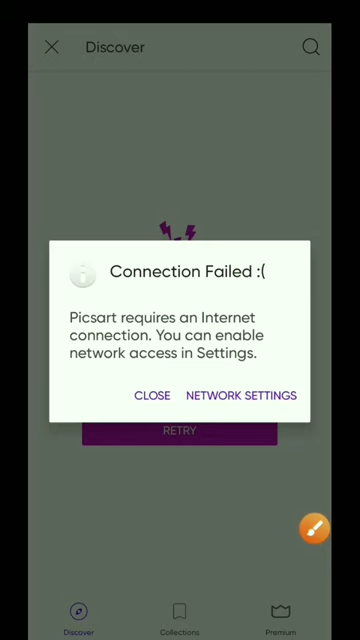 Discover
Connection Failed :(
Picsart requires an Internet
connection. You can enable
network access in Settings.
CLOSE NETWORK SETTINGS
RETRY
Discover Collections Premium